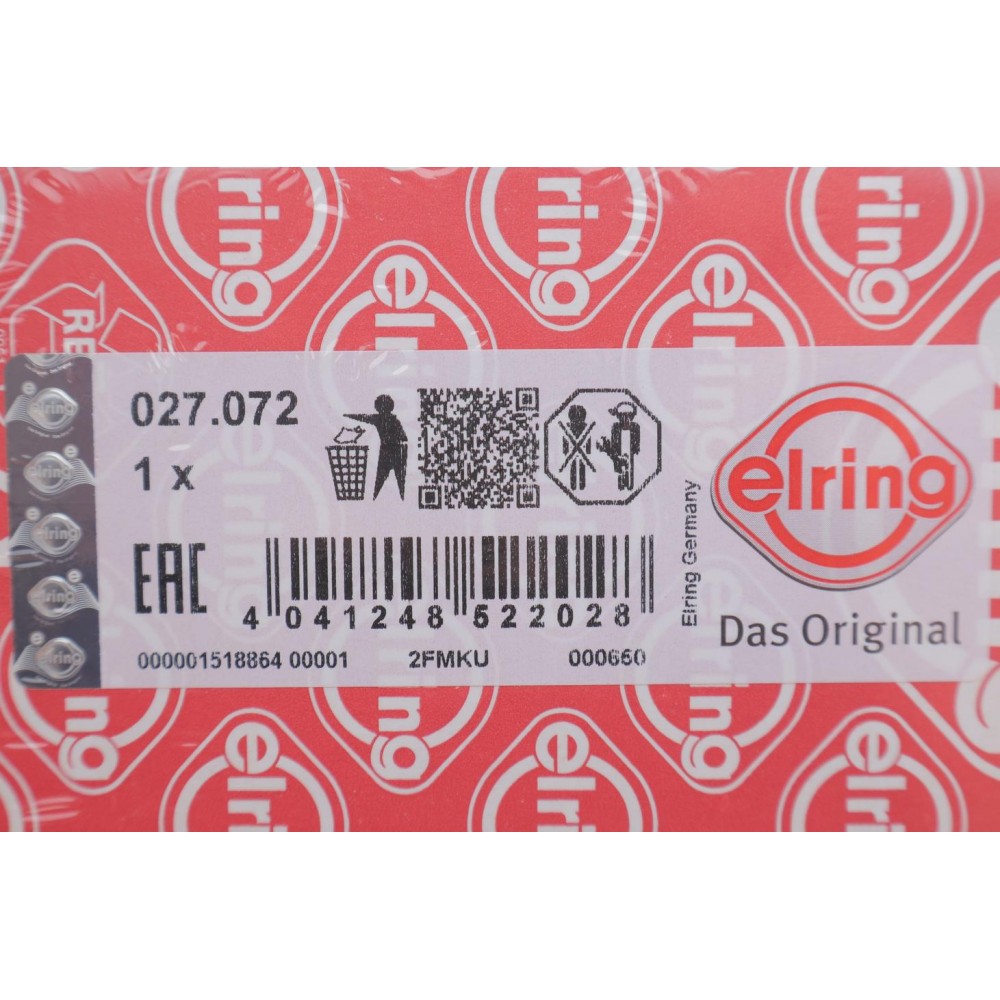 027.072
1 x
EAC
4 041248 522028
000001518864 00001 2FMKU 000660
Elring Germany
elring
Das Original